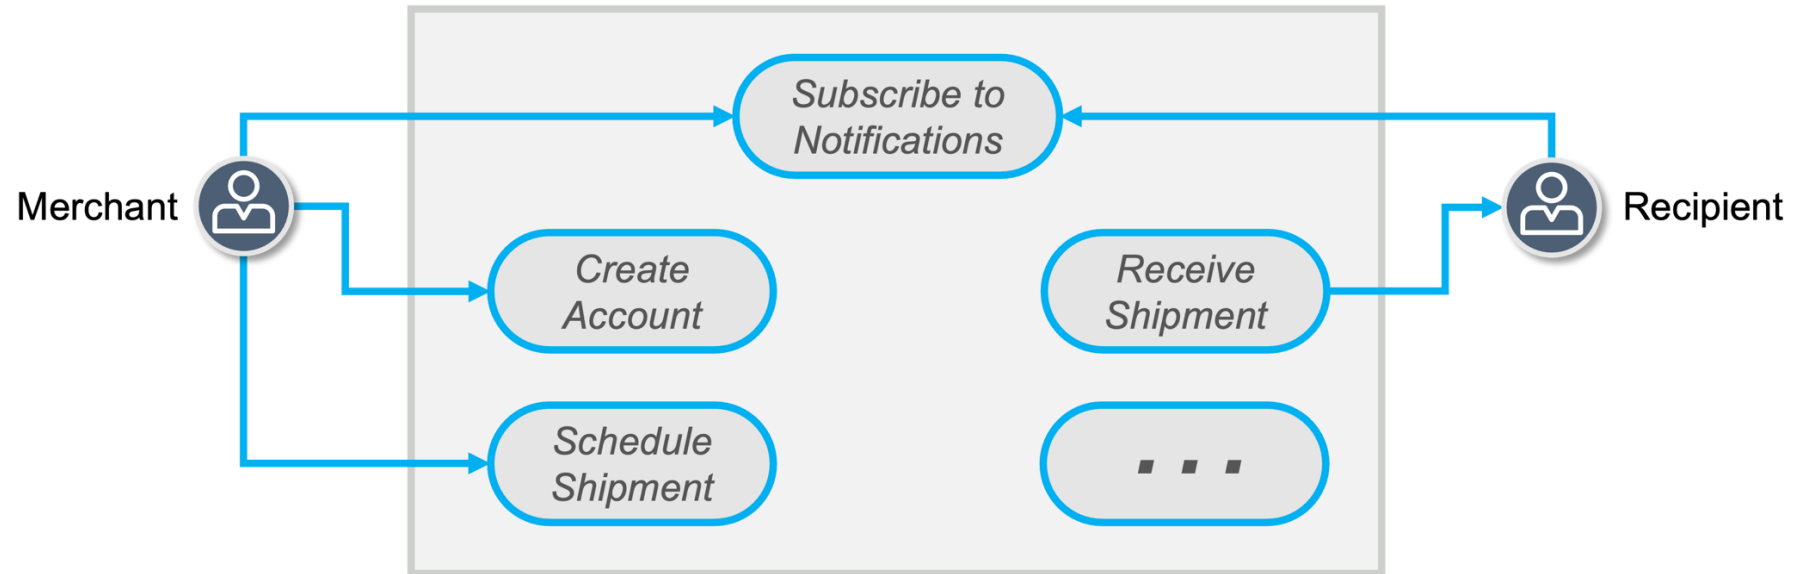 Subscribe to
Notifications
Merchant
Recipient
Create
Account
Receive
Shipment
Schedule
Shipment
...